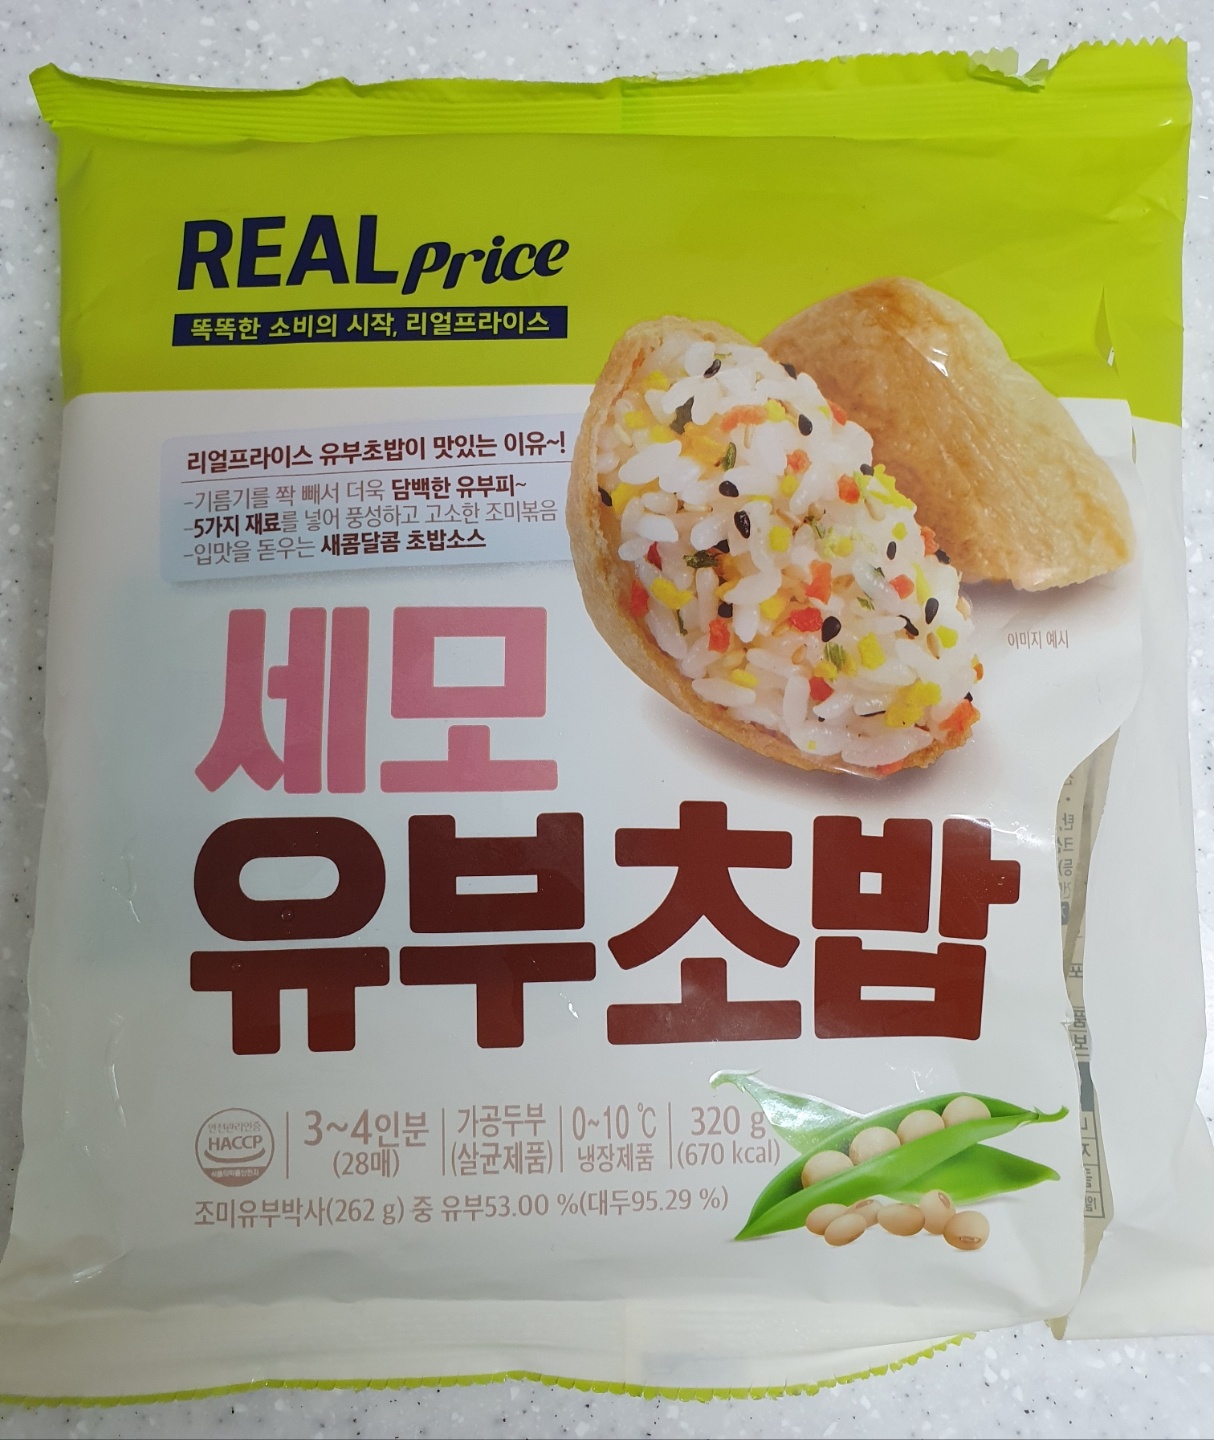 REAL Price
똑똑한 소비의 시작, 리얼프라이스
리얼프라이스 유부초밥이 맛있는 이유~!
-기름기를 쫙 빼서 더욱 담백한 유부피~
-5가지 재료를 넣어 풍성하고 고소한 조미볶음
-입맛을 돋우는 새콤달콤 초밥소스
이미지 예시
세모
유부초밥
HACCP
3~4인분
(28매)
가공두부
(살균제품)
0~10 ℃
냉장제품
320 g
(670 kcal)
조미유부박사(262 g) 중 유부53.00 %(대두95.29 %)